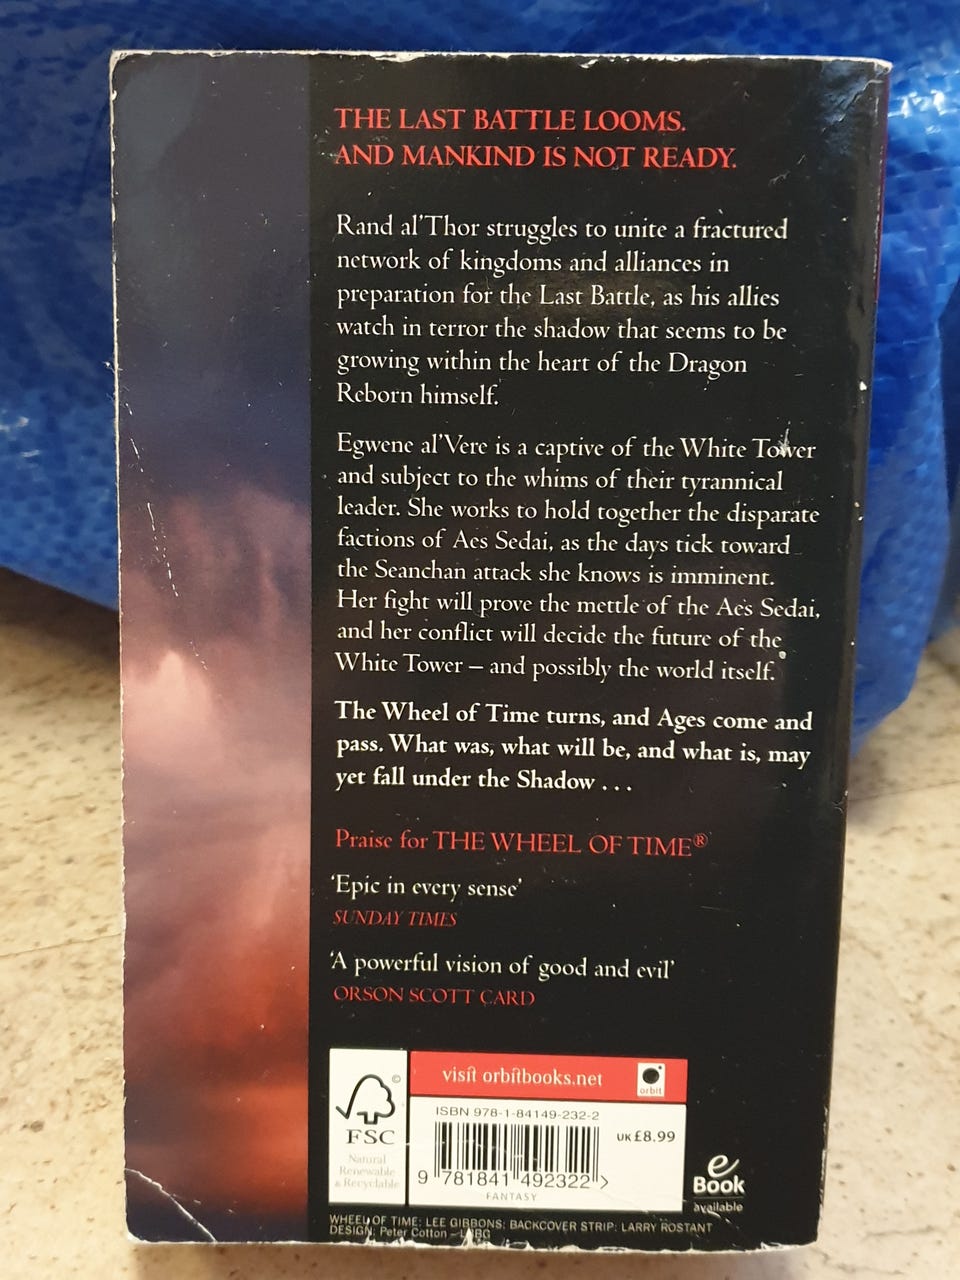 THE LAST BATTLE LOOMS.
AND MANKIND IS NOT READY.
Rand al'Thor struggles to unite a fractured
network of kingdoms and alliances in
preparation for the Last Battle, as his allies
watch in terror the shadow that seems to be
growing within the heart of the Dragon
Reborn himself.
Egwene al'Vere is a captive of the White Tower
and subject to the whims of their tyrannical
leader. She works to hold together the disparate
factions of Aes Sedai, as the days tick toward
the Seanchan attack she knows is imminent.
Her fight will prove the mettle of the Aes Sedai,
and her conflict will decide the future of the
White Tower – and possibly the world itself.
The Wheel of Time turns, and Ages come and
pass. What was, what will be, and what is, may
yet fall under the Shadow . . .
Praise for THE WHEEL OF TIME®
'Epic in every sense'
SUNDAY TIMES
'A powerful vision of good and evil'
ORSON SCOTT CARD
visit orbitbooks.net
orbit
©
FSC
Natural
Renewable
& Recyclable
ISBN 978-1-84149-232-2
UK £8.99
9 781841 492322 >
FANTASY
e
Book
available
WHEEL OF TIME: LEE GIBBONS; BACKCOVER STRIP: LARRY ROSTANT
DESIGN: Peter Cotton – LBBG